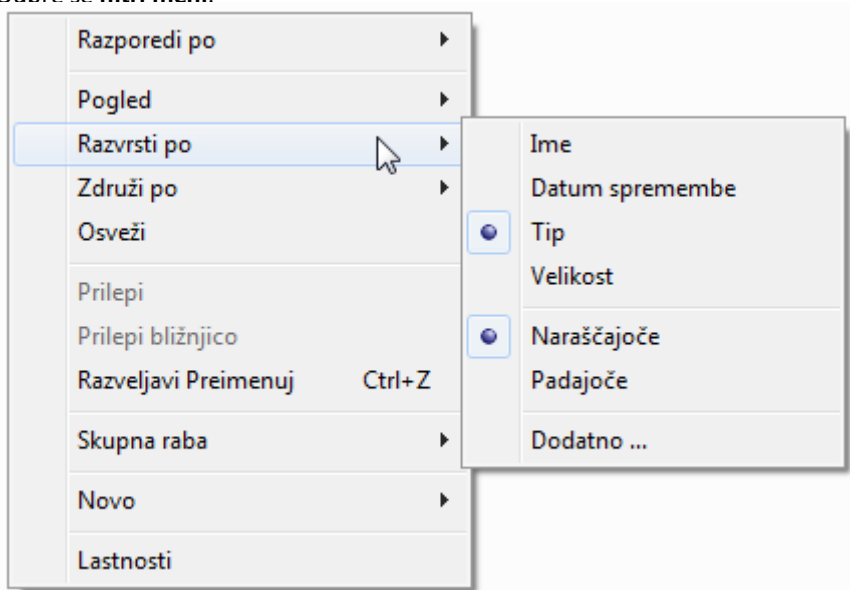 Razporedi po
Pogled
Razvrsti po
Združi po
Osveži
Prilepi
Prilepi bližnjico
Razveljavi Preimenuj Ctrl+Z
Skupna raba
Novo
Lastnosti
Ime
Datum spremembe
Tip
Velikost
Naraščajoče
Padajoče
Dodatno ...